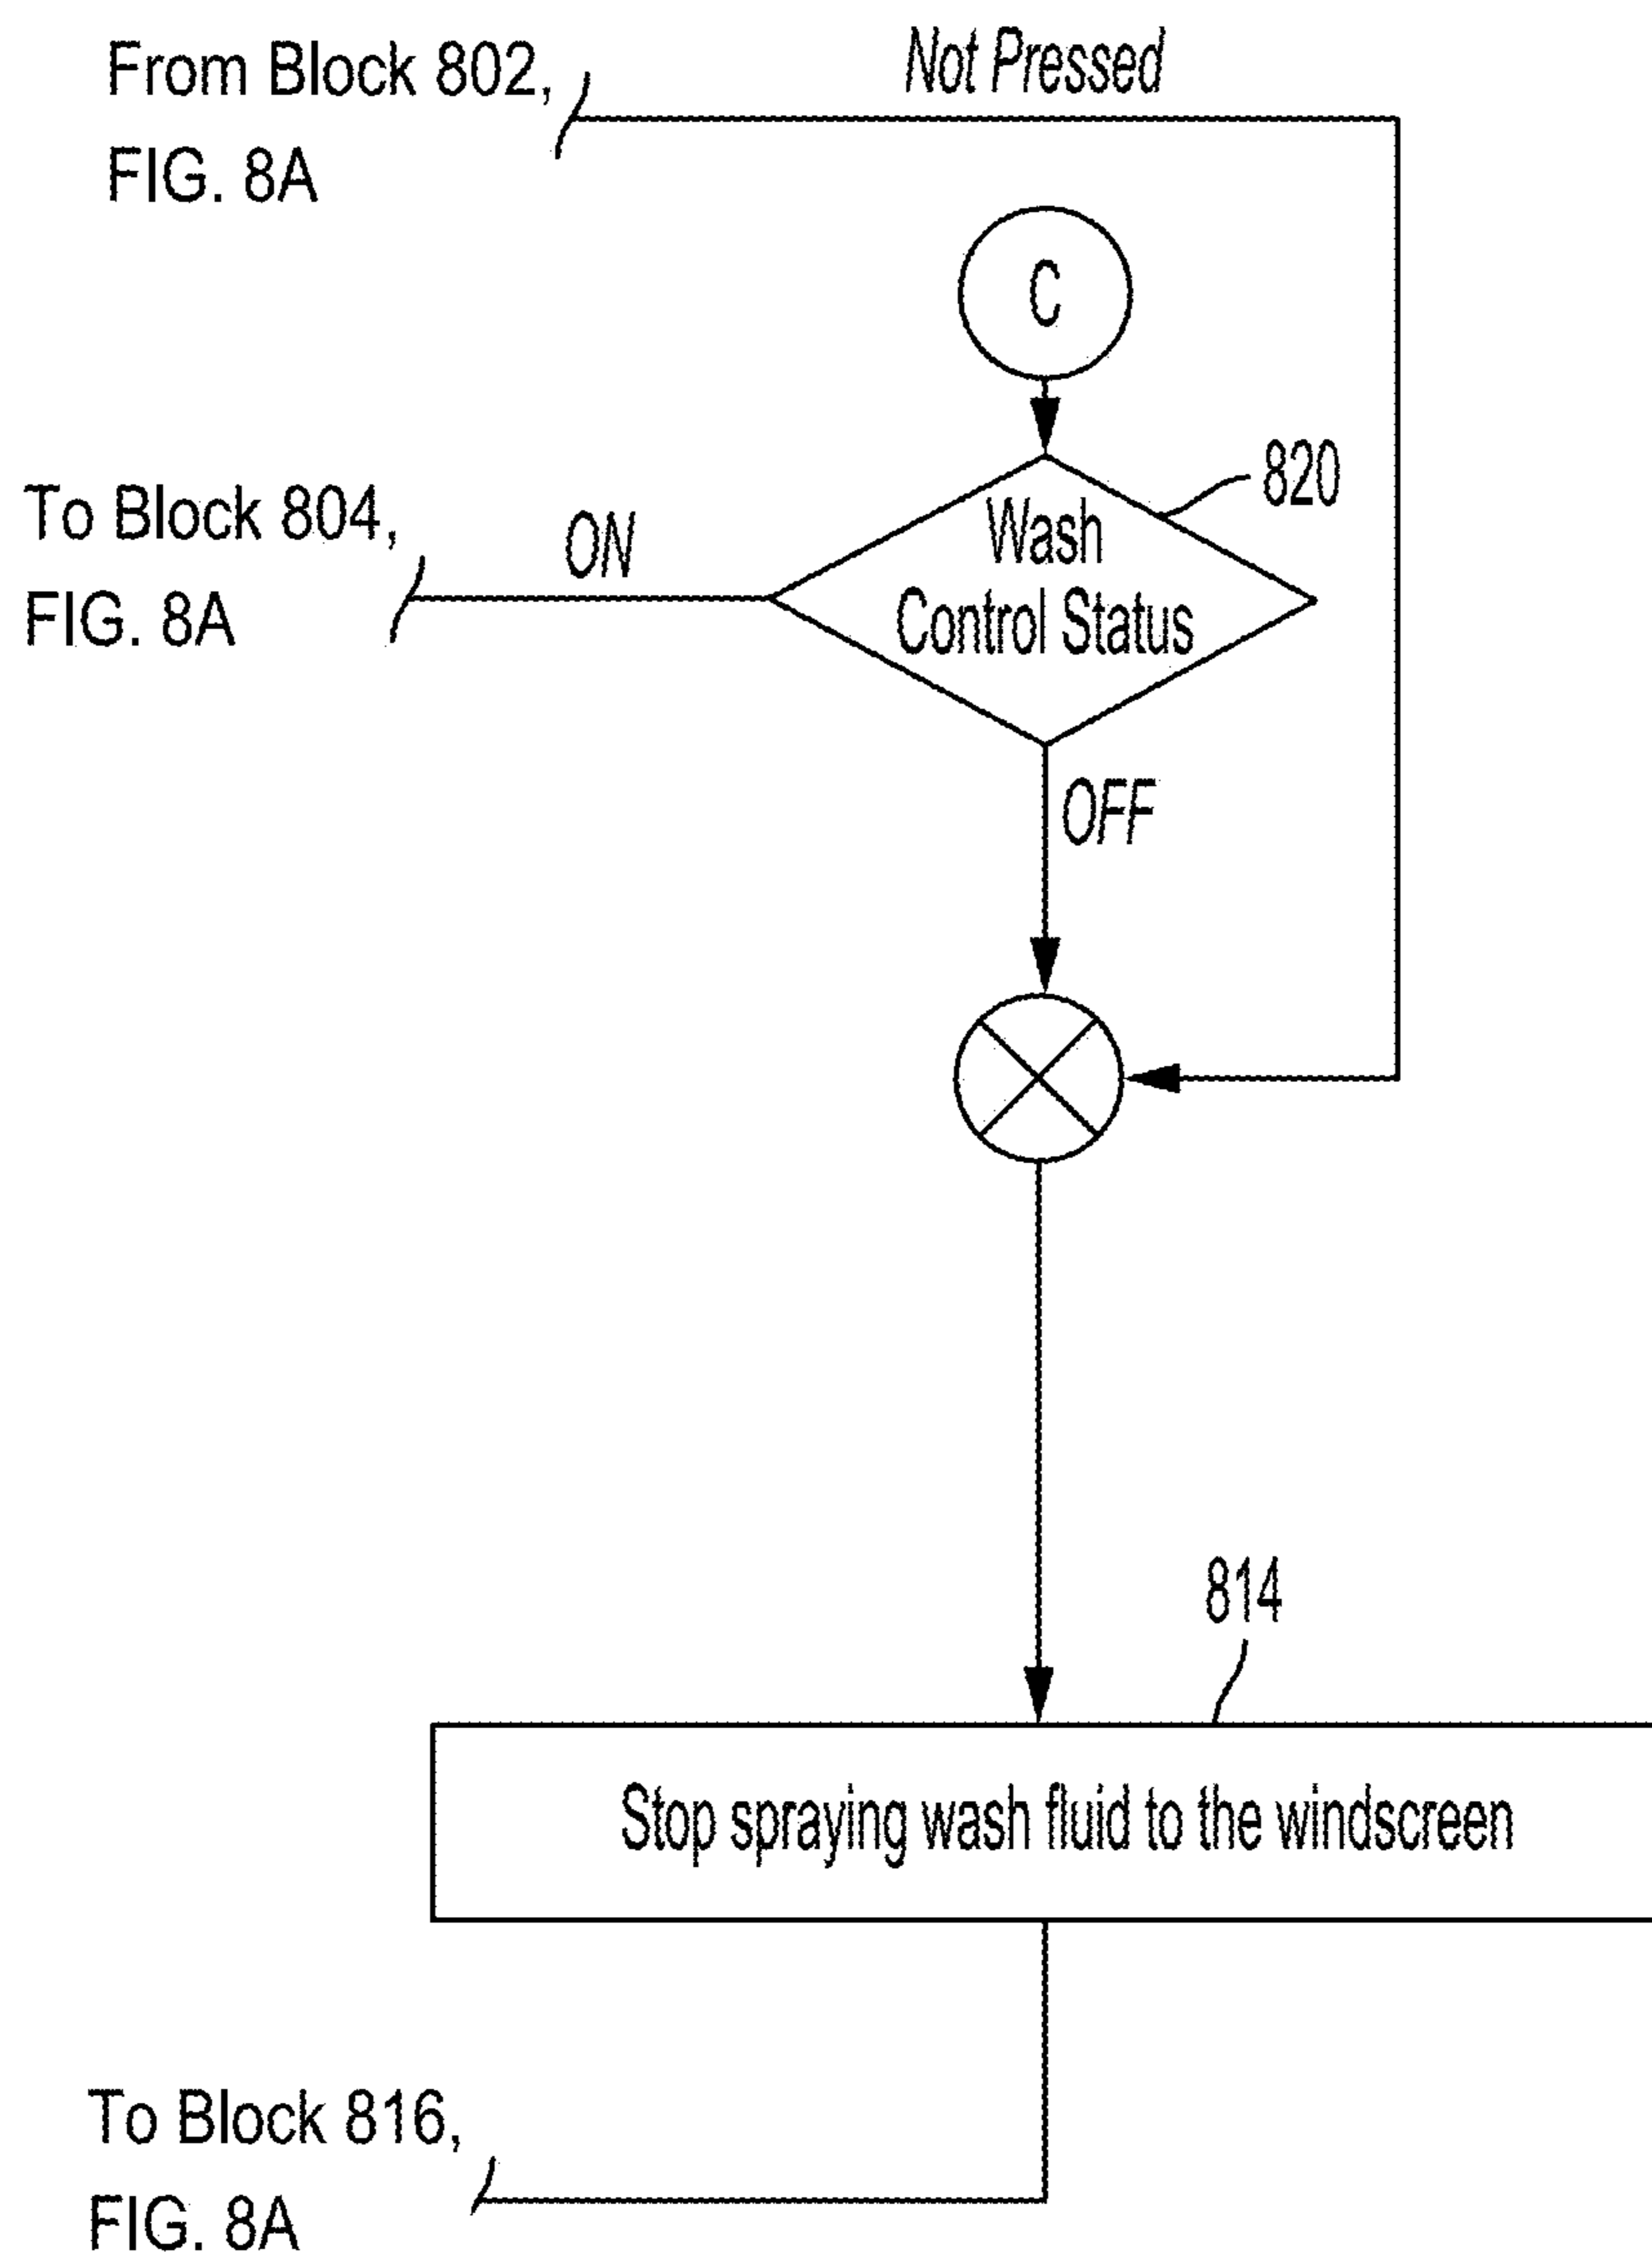 From Block 802,
FIG. 8A
Not Pressed
C
820
Wash
Control Status
To Block 804,
FIG. 8A
ON
OFF
814
Stop spraying wash fluid to the windscreen
To Block 816,
FIG. 8A